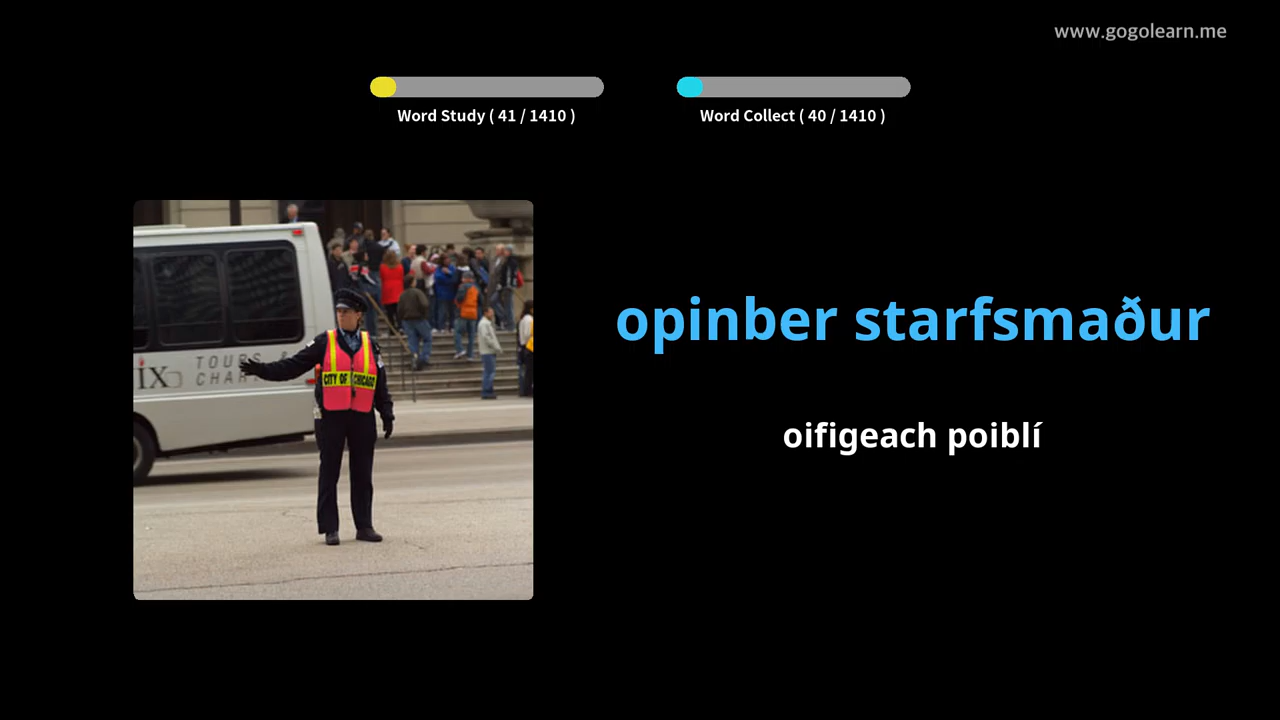 www.gogolearn.me
Word Study ( 41 / 1410 )
Word Collect ( 40 / 1410 )
opinber starfsmaður
oifigeach poiblí
IX
TOURS &
CHAR
CITY OF CHICAGO